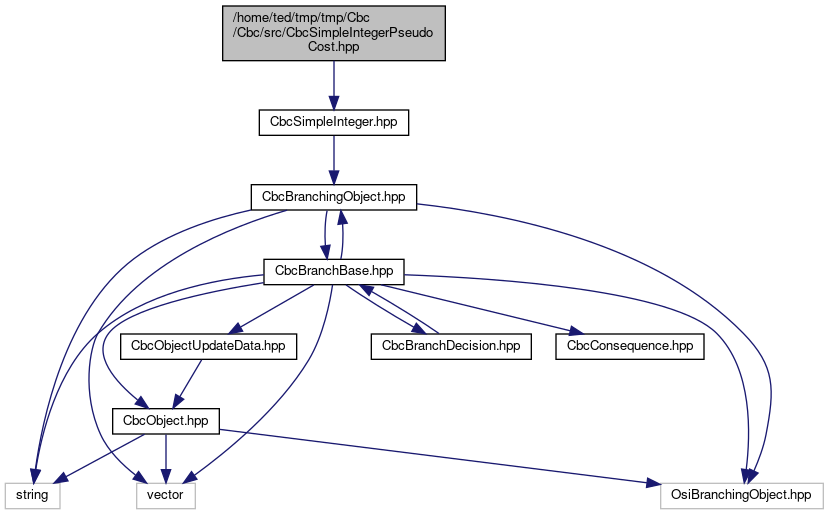 /home/ted/tmp/tmp/Cbc
/Cbc/src/CbcSimpleIntegerPseudo
Cost.hpp
CbcSimpleInteger.hpp
CbcBranchingObject.hpp
CbcBranchBase.hpp
CbcObjectUpdateData.hpp
CbcBranchDecision.hpp
CbcConsequence.hpp
CbcObject.hpp
string
vector
OsiBranchingObject.hpp